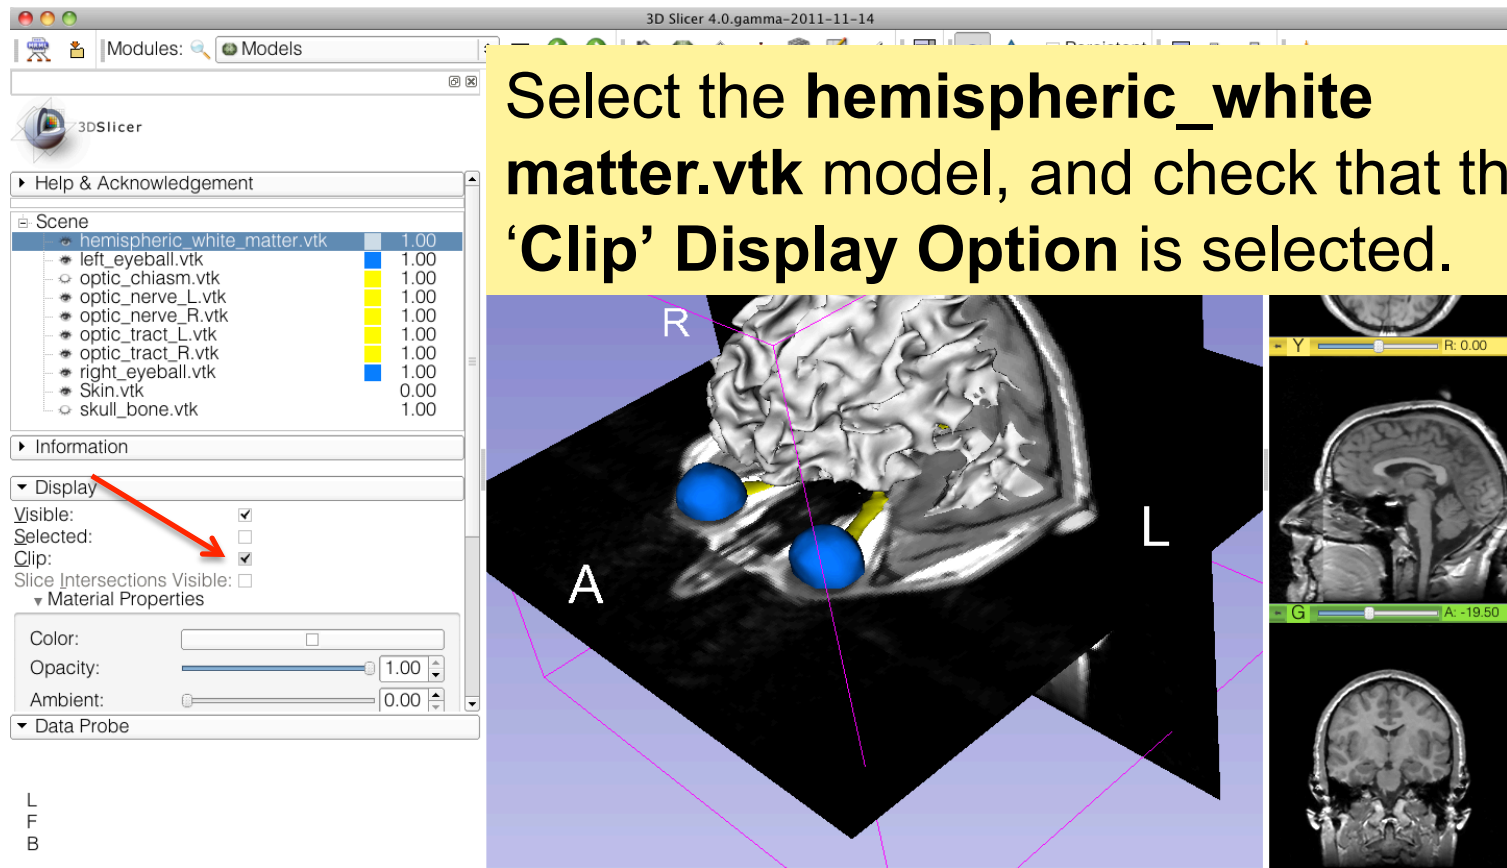 3D Slicer 4.0.gamma-2011-11-14
Modules: Models
Select the hemispheric_white
matter.vtk model, and check that th
‘Clip’ Display Option is selected.
3DSlicer
Help & Acknowledgement
Scene
hemispheric_white_matter.vtk 1.00
left_eyeball.vtk 1.00
optic_chiasm.vtk 1.00
optic_nerve_L.vtk 1.00
optic_nerve_R.vtk 1.00
optic_tract_L.vtk 1.00
optic_tract_R.vtk 1.00
right_eyeball.vtk 1.00
Skin.vtk 0.00
skull_bone.vtk 1.00
Information
Display
Visible:
Selected:
Clip:
Slice Intersections Visible:
Material Properties
Color:
Opacity: 1.00
Ambient: 0.00
Data Probe
L
F
B
R
A
L
Y R: 0.00
G A: -19.50